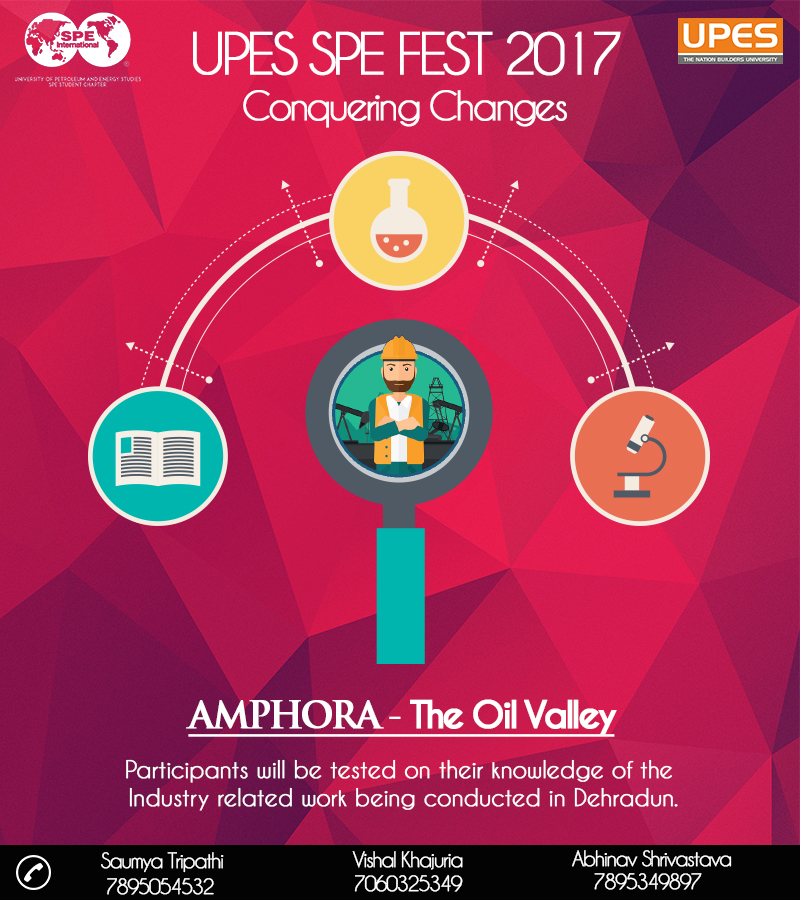 SPE
International
®
UNIVERSITY OF PETROLEUM AND ENERGY STUDIES
SPE STUDENT CHAPTER
UPES SPE FEST 2017
Conquering Changes
UPES
THE NATION BUILDERS UNIVERSITY
AMPHORA - The Oil Valley
Participants will be tested on their knowledge of the
Industry related work being conducted in Dehradun.
Saumya Tripathi
7895054532
Vishal Khajuria
7060325349
Abhinav Shrivastava
7895349897